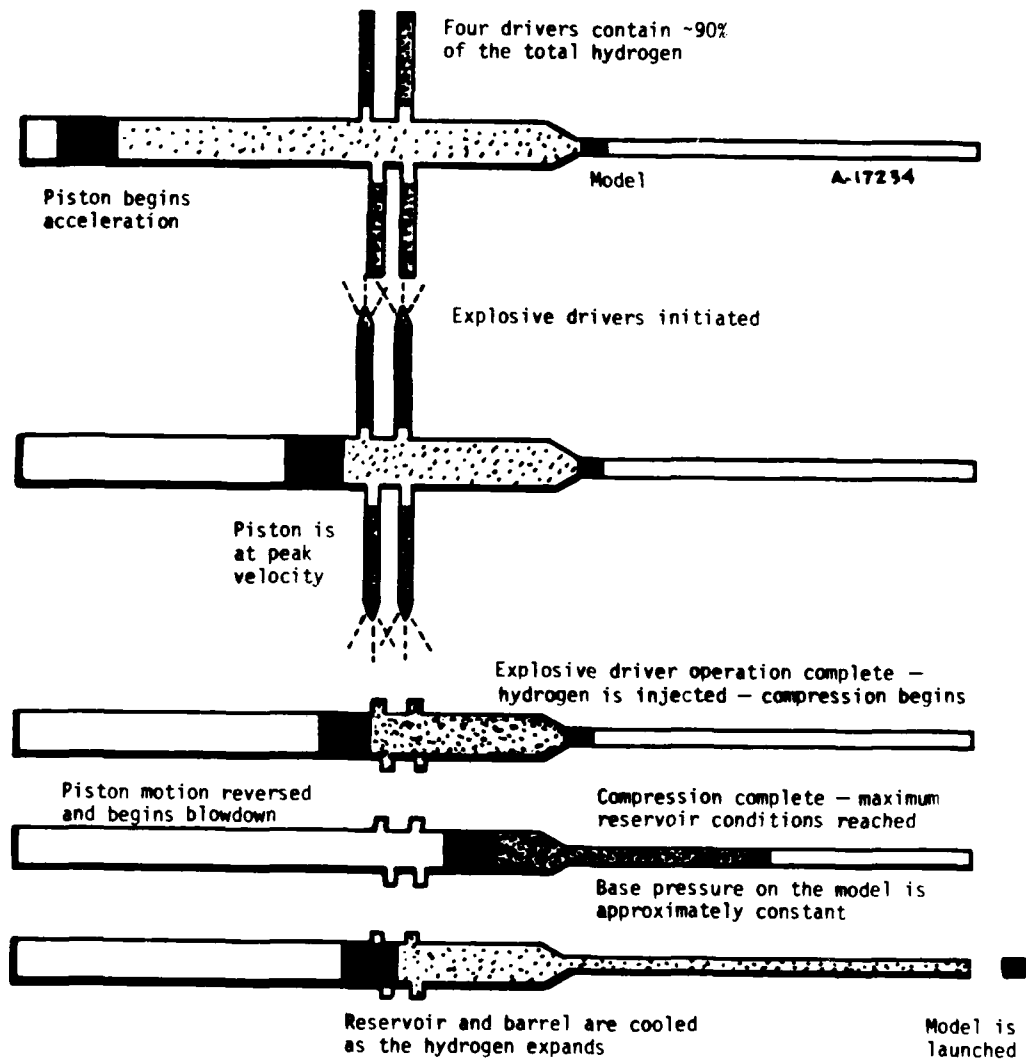 Four drivers contain ~90%
of the total hydrogen
Piston begins
acceleration
Model
A-17234
Explosive drivers initiated
Piston is
at peak
velocity
Explosive driver operation complete —
hydrogen is injected — compression begins
Piston motion reversed
and begins blowdown
Compression complete — maximum
reservoir conditions reached
Base pressure on the model is
approximately constant
Reservoir and barrel are cooled
as the hydrogen expands
Model is
launched